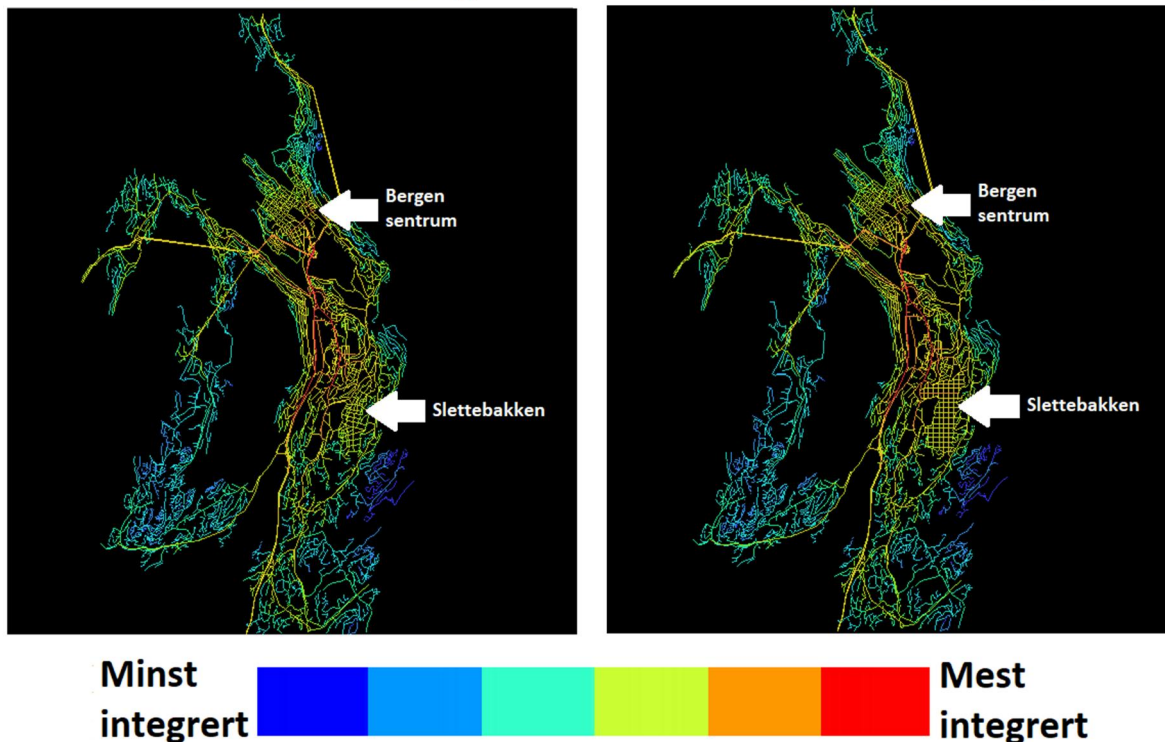 Bergen
sentrum
Slettebakken
Bergen
sentrum
Slettebakken
Minst
integrert
Mest
integrert